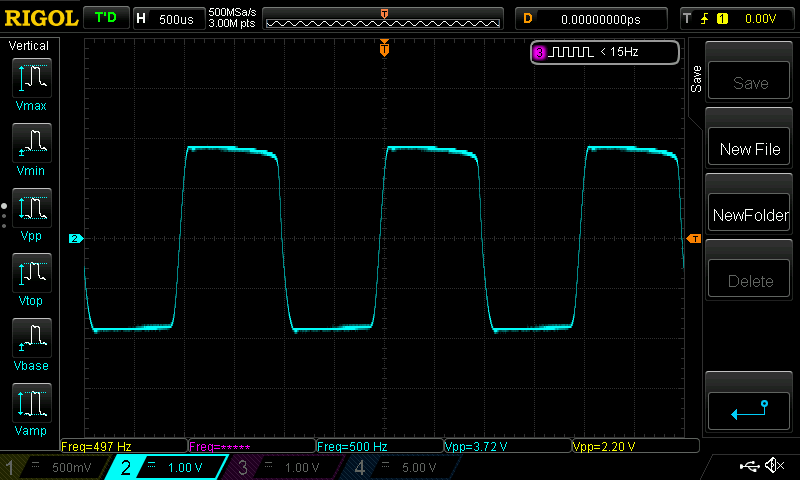 RIGOL T'D H 500us 500MSa/s 3.00M pts T D 0.00000000ps T 1 0.00V
Vertical
T
3 < 15Hz
Save
Save
Vmax
New File
Vmin
NewFolder
Vpp
2
T
Delete
Vtop
Vbase
Vamp
Freq=497 Hz Freq=***** Freq=500 Hz Vpp=3.72 V Vpp=2.20 V
1 500mV 2 1.00 V 3 1.00 V 4 5.00 V